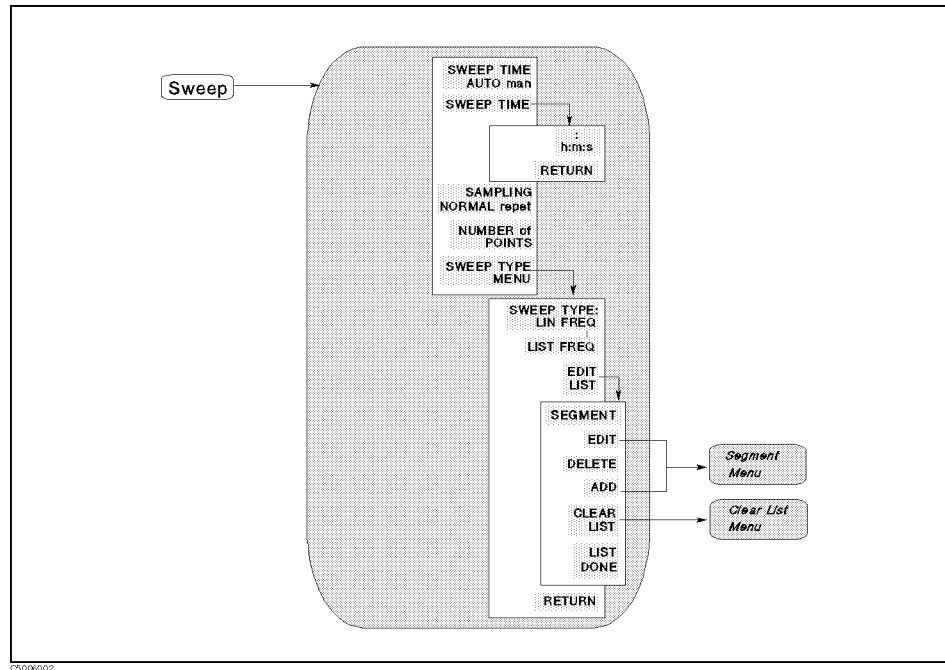 Sweep
SWEEP TIME
AUTO man
SWEEP TIME
:
h:m:s
RETURN
SAMPLING
NORMAL repet
NUMBER of
POINTS
SWEEP TYPE
MENU
SWEEP TYPE:
LIN FREQ
LIST FREQ
EDIT
LIST
SEGMENT
EDIT
DELETE
ADD
CLEAR
LIST
LIST
DONE
RETURN
Segment
Menu
Clear List
Menu
C5006002